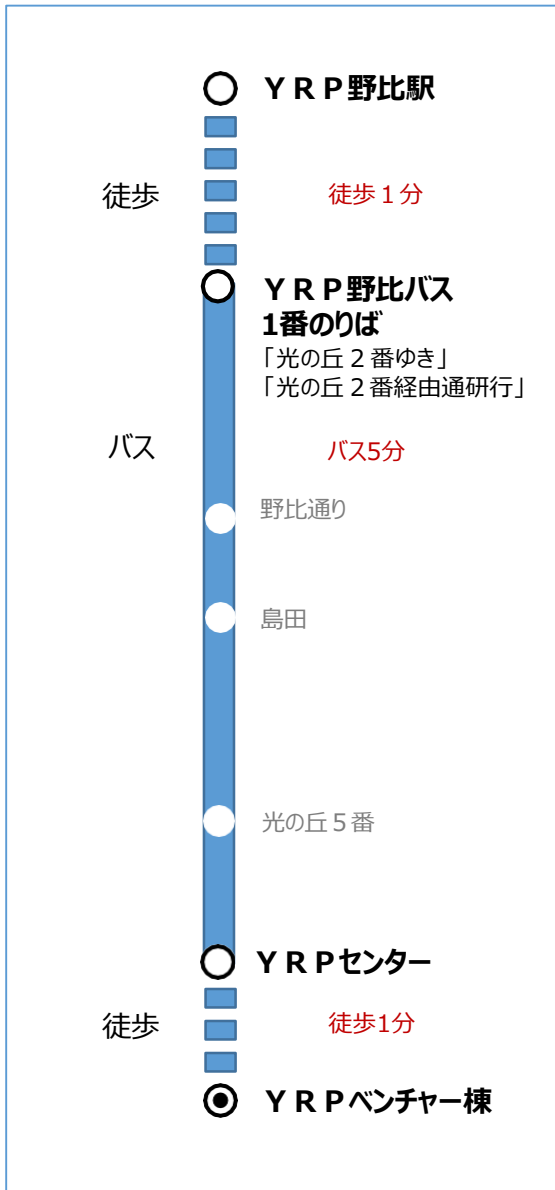 ＹＲＰ野比駅
徒歩
徒歩１分
ＹＲＰ野比バス
1番のりば
「光の丘２番ゆき」
「光の丘２番経由通研行」
バス
バス5分
野比通り
島田
光の丘５番
ＹＲＰセンター
徒歩
徒歩1分
ＹＲＰベンチャー棟